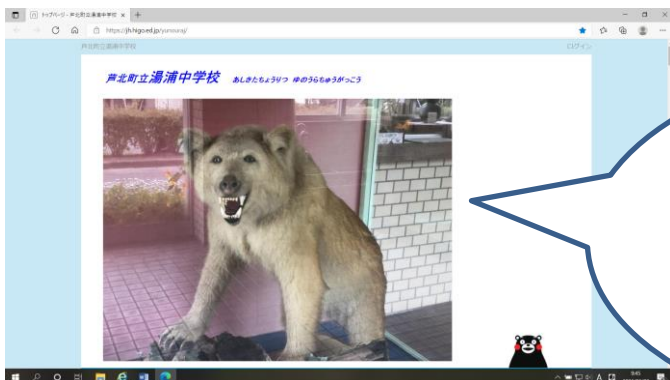 トップページ - 芦北町立湯浦中学校
https://jh.higo.ed.jp/yunoura/
芦北町立湯浦中学校 ログイン
芦北町立湯浦中学校 あしきたちょうりつ ゆのうらちゅうがっこう
A
9:45